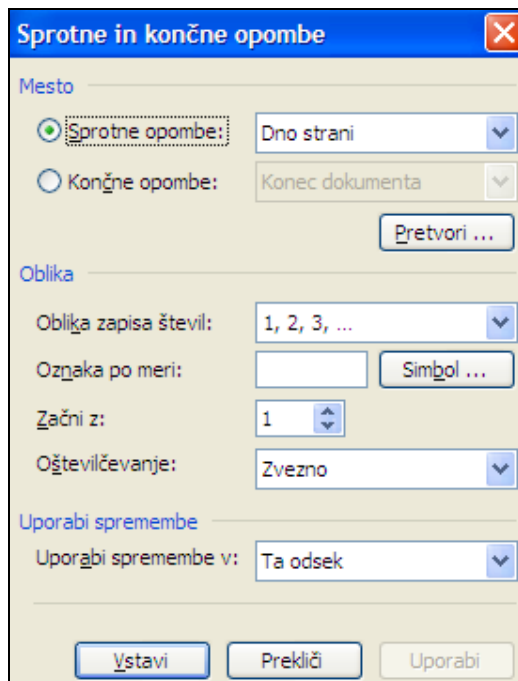 Sprotne in končne opombe
Mesto
Sprotne opombe: Dno strani
Končne opombe: Konec dokumenta
Pretvori ...
Oblika
Oblika zapisa števil: 1, 2, 3, ...
Oznaka po meri: Simbol ...
Začni z: 1
Oštevilčevanje: Zvezno
Uporabi spremembe
Uporabi spremembe v: Ta odsek
Vstavi Prekliči Uporabi